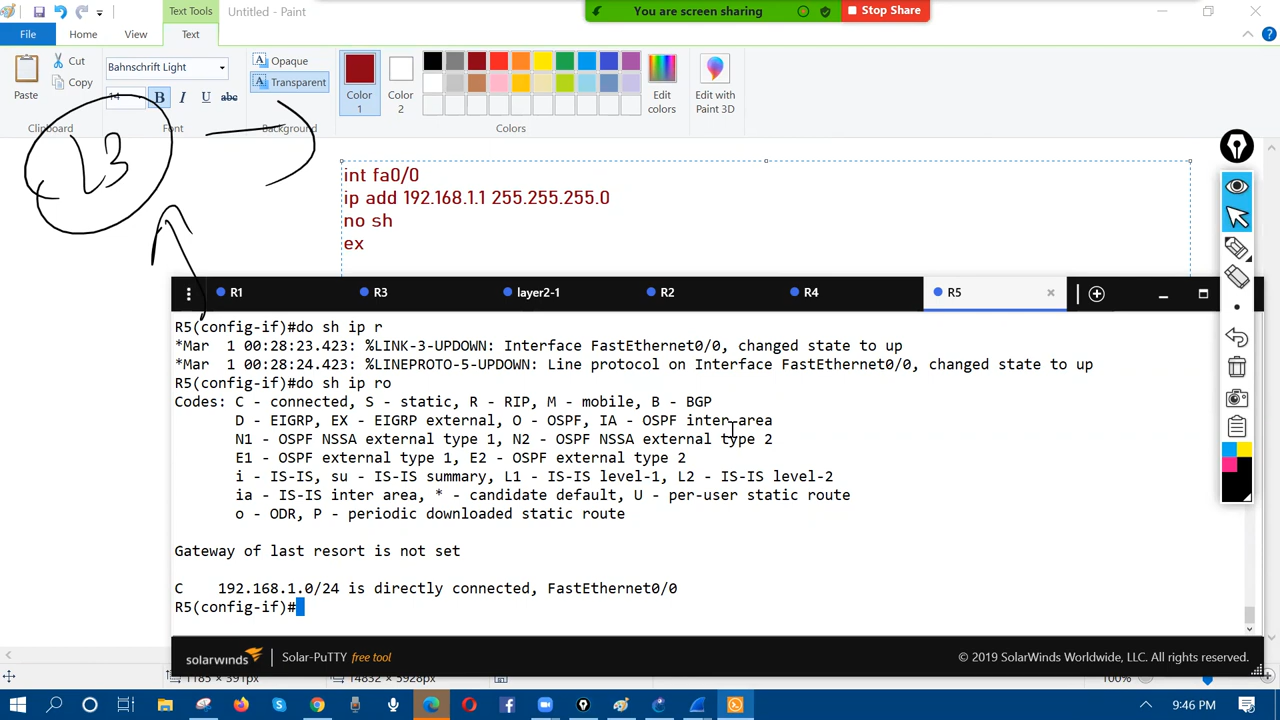 Text Tools
Untitled - Paint
You are screen sharing
Stop Share
File
Home
View
Text
Paste
Cut
Copy
Bahnschrift Light
14
B I U abc
Opaque
Transparent
Color 1
Color 2
Edit colors
Edit with Paint 3D
Clipboard
Font
Background
Colors
int fa0/0
ip add 192.168.1.1 255.255.255.0
no sh
ex
R1
R3
layer2-1
R2
R4
R5
R5(config-if)#do sh ip r
*Mar  1 00:28:23.423: %LINK-3-UPDOWN: Interface FastEthernet0/0, changed state to up
*Mar  1 00:28:24.423: %LINEPROTO-5-UPDOWN: Line protocol on Interface FastEthernet0/0, changed state to up
R5(config-if)#do sh ip ro
Codes: C - connected, S - static, R - RIP, M - mobile, B - BGP
D - EIGRP, EX - EIGRP external, O - OSPF, IA - OSPF inter-area
N1 - OSPF NSSA external type 1, N2 - OSPF NSSA external type 2
E1 - OSPF external type 1, E2 - OSPF external type 2
i - IS-IS, su - IS-IS summary, L1 - IS-IS level-1, L2 - IS-IS level-2
ia - IS-IS inter area, * - candidate default, U - per-user static route
o - ODR, P - periodic downloaded static route
Gateway of last resort is not set
C    192.168.1.0/24 is directly connected, FastEthernet0/0
R5(config-if)#
solarwinds
Solar-PuTTY free tool
© 2019 SolarWinds Worldwide, LLC. All rights reserved.
1185 × 391px
14832 × 5928px
100%
9:46 PM